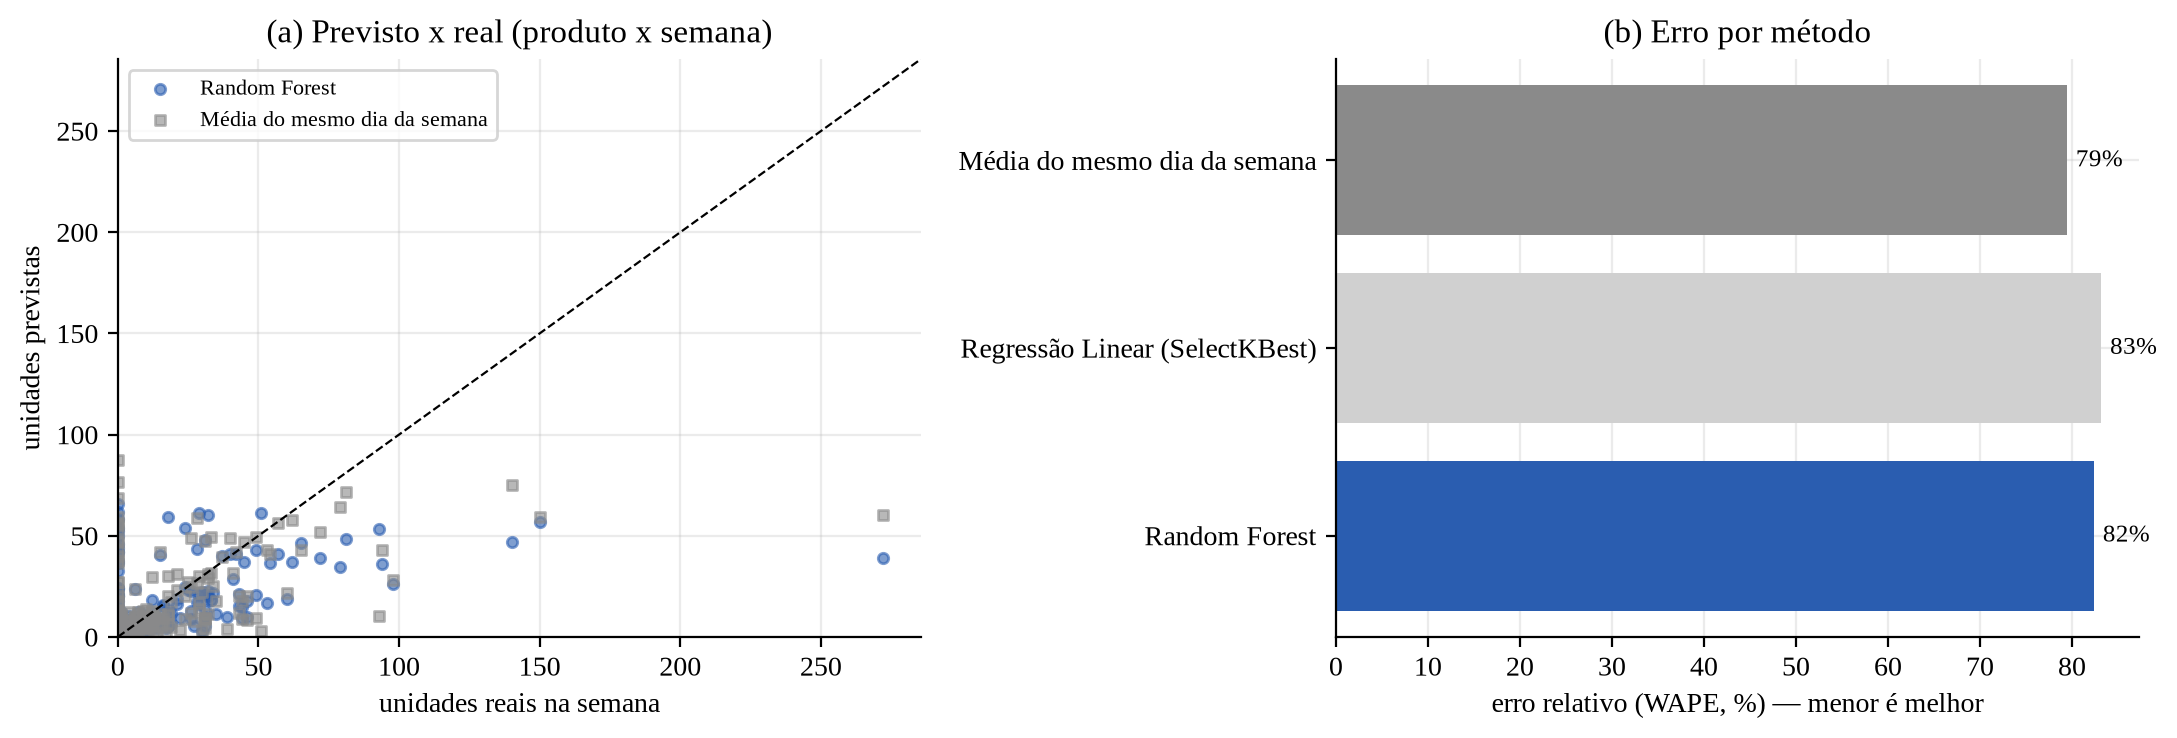 (a) Previsto x real (produto x semana)
Random Forest
Média do mesmo dia da semana
unidades previstas
250
200
150
100
50
0
0 50 100 150 200 250
unidades reais na semana
(b) Erro por método
Média do mesmo dia da semana 79%
Regressão Linear (SelectKBest) 83%
Random Forest 82%
0 10 20 30 40 50 60 70 80
erro relativo (WAPE, %) — menor é melhor